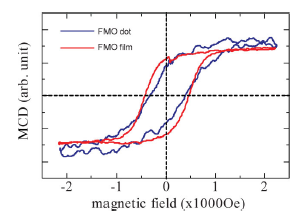 FMO dot
FMO film
MCD (arb. unit)
-2 -1 0 1 2
magnetic field (x1000Oe)